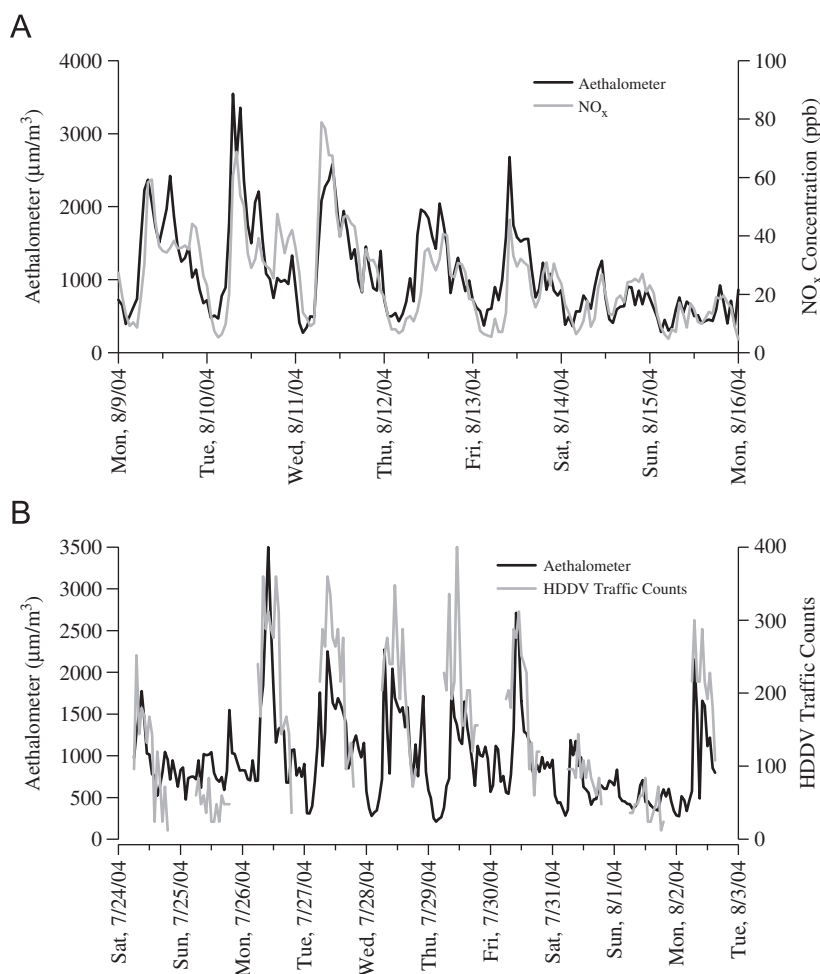 A
4000
3000
2000
1000
0
Aethalometer (μm/m³)
100
80
60
40
20
0
NOx Concentration (ppb)
Aethalometer
NOx
Mon, 8/9/04
Tue, 8/10/04
Wed, 8/11/04
Thu, 8/12/04
Fri, 8/13/04
Sat, 8/14/04
Sun, 8/15/04
Mon, 8/16/04
B
3500
3000
2500
2000
1500
1000
500
0
Aethalometer (μm/m³)
400
300
200
100
0
HDDV Traffic Counts
Aethalometer
HDDV Traffic Counts
Sat, 7/24/04
Sun, 7/25/04
Mon, 7/26/04
Tue, 7/27/04
Wed, 7/28/04
Thu, 7/29/04
Fri, 7/30/04
Sat, 7/31/04
Sun, 8/1/04
Mon, 8/2/04
Tue, 8/3/04